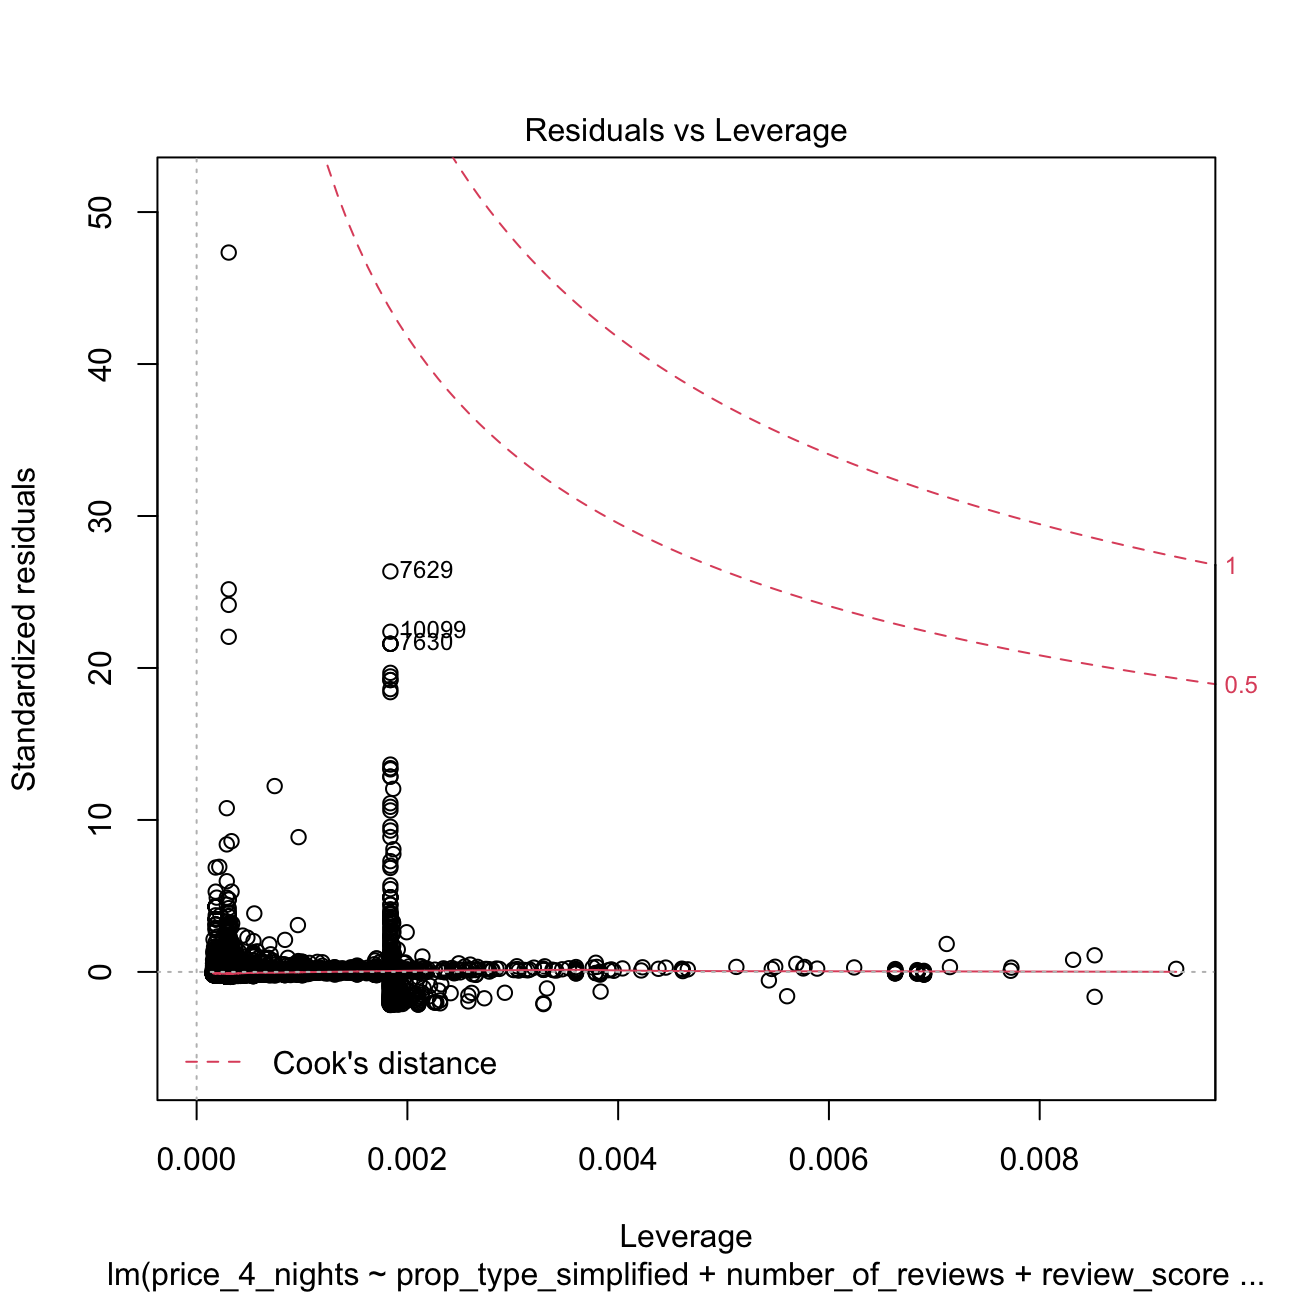 Residuals vs Leverage
50
40
30
20
10
0
Standardized residuals
7629
10099
7630
1
0.5
Cook's distance
0.000 0.002 0.004 0.006 0.008
Leverage
lm(price_4_nights ~ prop_type_simplified + number_of_reviews + review_score ...